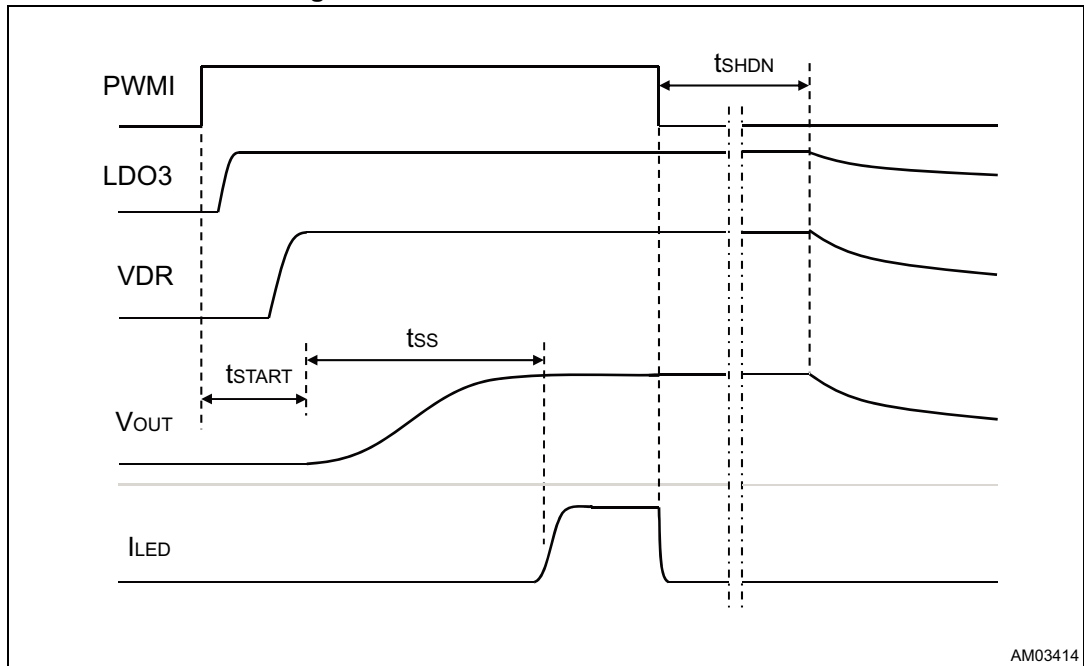 PWMI
tSHDN
LDO3
VDR
tSS
tSTART
VOUT
ILED
AM03414